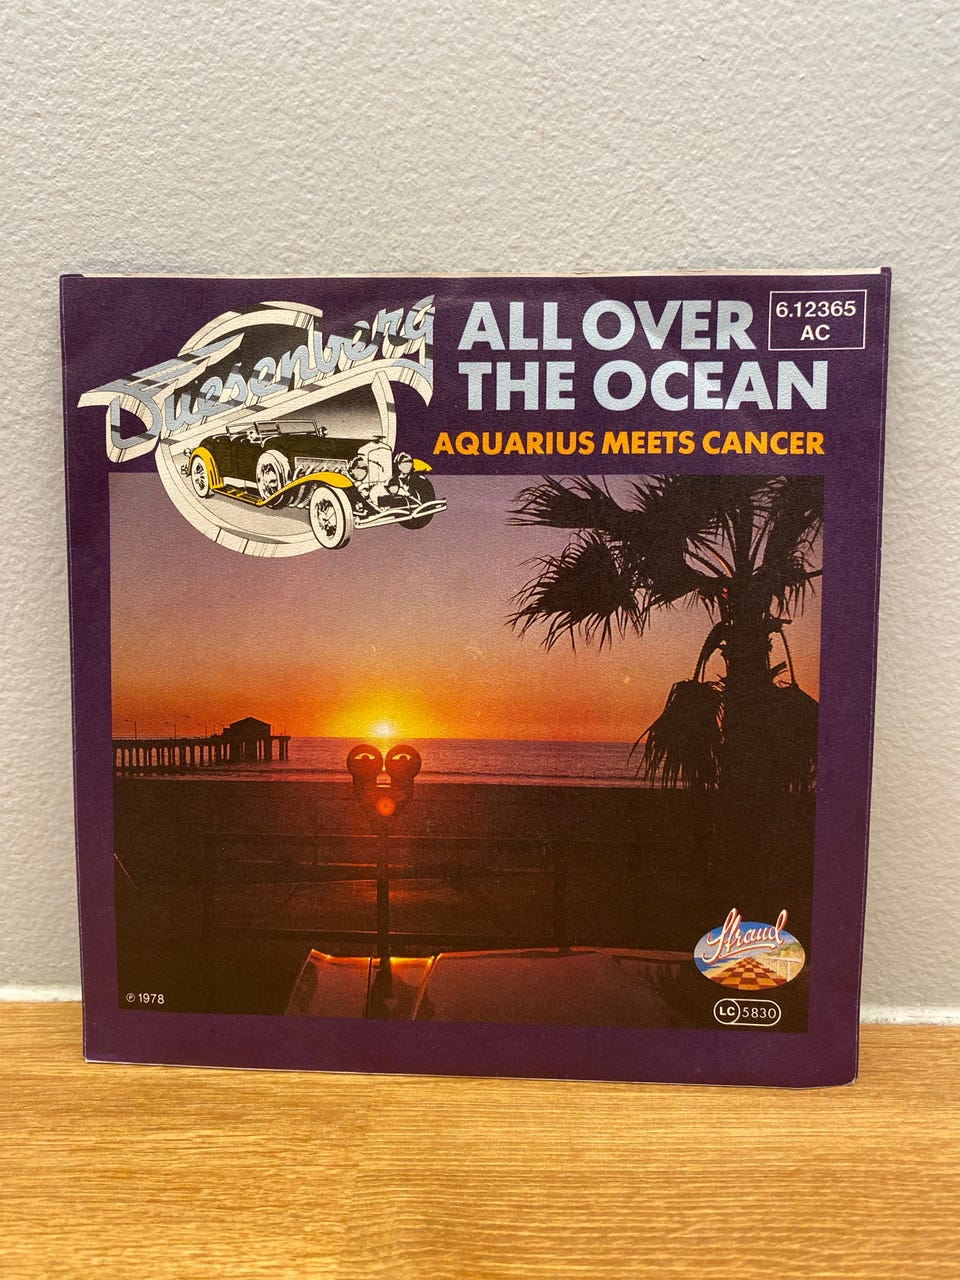 Duesenberg
ALL OVER
THE OCEAN
6.12365
AC
AQUARIUS MEETS CANCER
Strand
℗ 1978
LC 5830